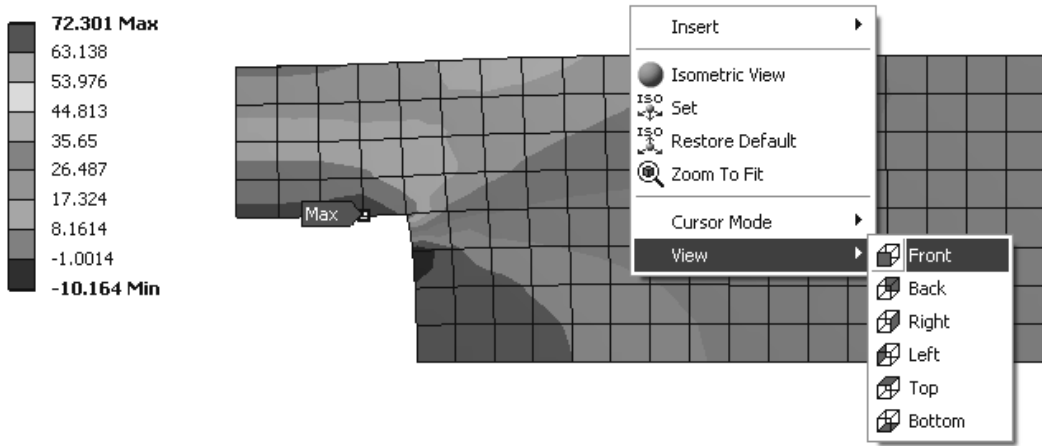 72.301 Max
63.138
53.976
44.813
35.65
26.487
17.324
8.1614
-1.0014
-10.164 Min
Max
Insert
Isometric View
ISO Set
ISO Restore Default
Zoom To Fit
Cursor Mode
View
Front
Back
Right
Left
Top
Bottom